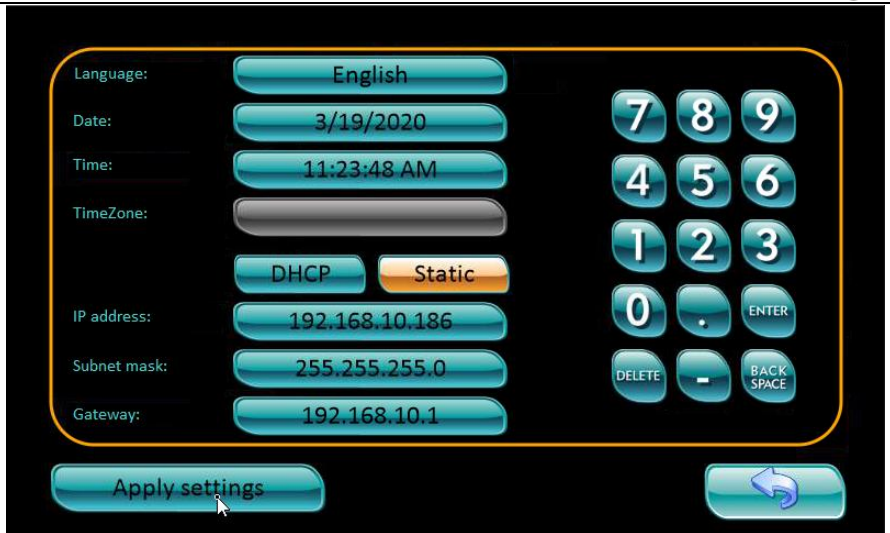 Language:
English
Date:
3/19/2020
Time:
11:23:48 AM
TimeZone:
DHCP
Static
IP address:
192.168.10.186
Subnet mask:
255.255.255.0
Gateway:
192.168.10.1
7 8 9
4 5 6
1 2 3
0 . ENTER
DELETE - BACK
SPACE
Apply settings